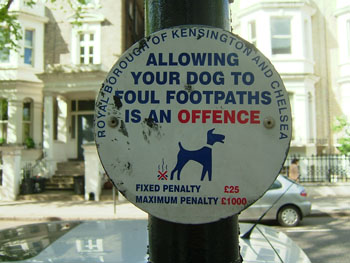 ROYAL BOROUGH OF KENSINGTON AND CHELSEA
ALLOWING
YOUR DOG TO
FOUL FOOTPATHS
IS AN OFFENCE
FIXED PENALTY £25
MAXIMUM PENALTY £1000